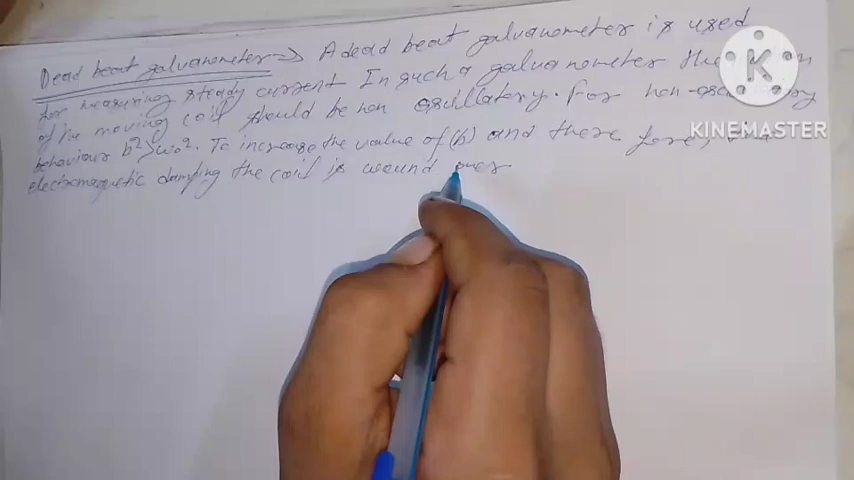 Dead beat galvanometer → A dead beat galvanometer is used
for measuring steady current In such a galvanometer the
of the moving coil should be non oscillatory. For non-
behaviour b²>ω₀². To increase the value of (b) and there fore,
electromagnetic damping the coil is wound over
K
KINEMASTER